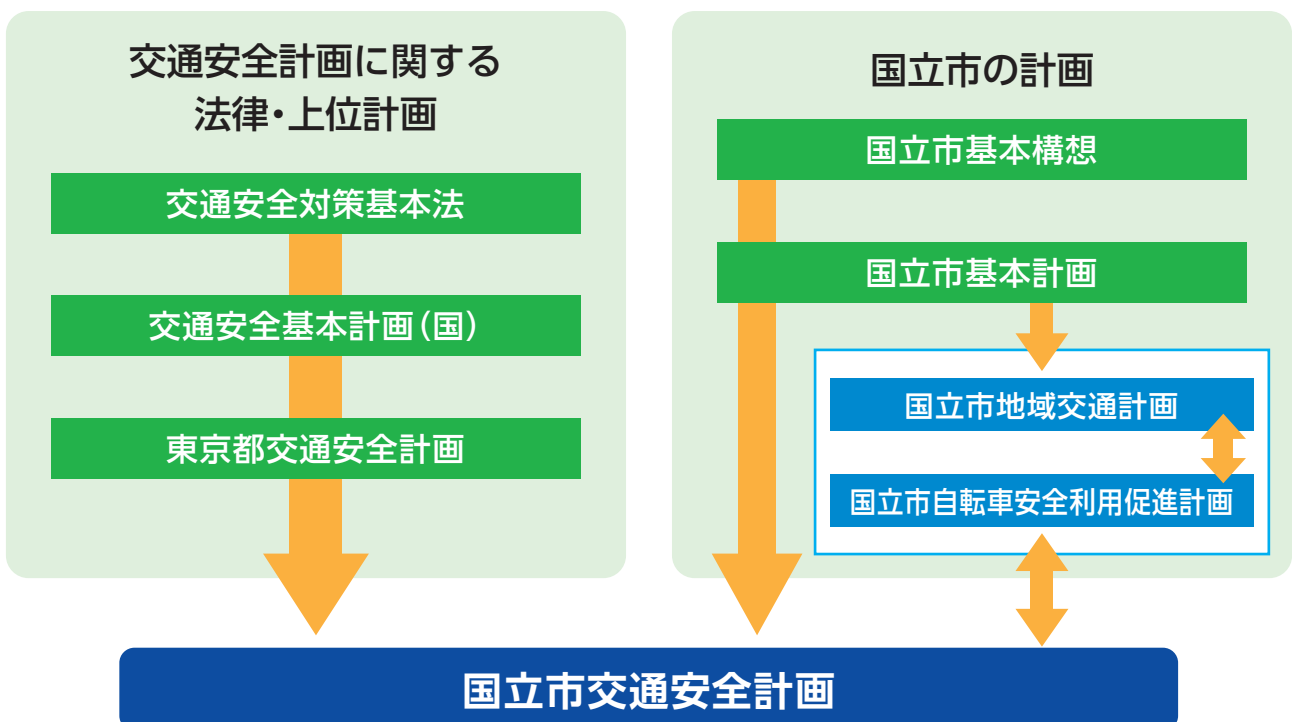 交通安全計画に関する
法律・上位計画
交通安全対策基本法
交通安全基本計画(国)
東京都交通安全計画
国立市の計画
国立市基本構想
国立市基本計画
国立市地域交通計画
国立市自転車安全利用促進計画
国立市交通安全計画